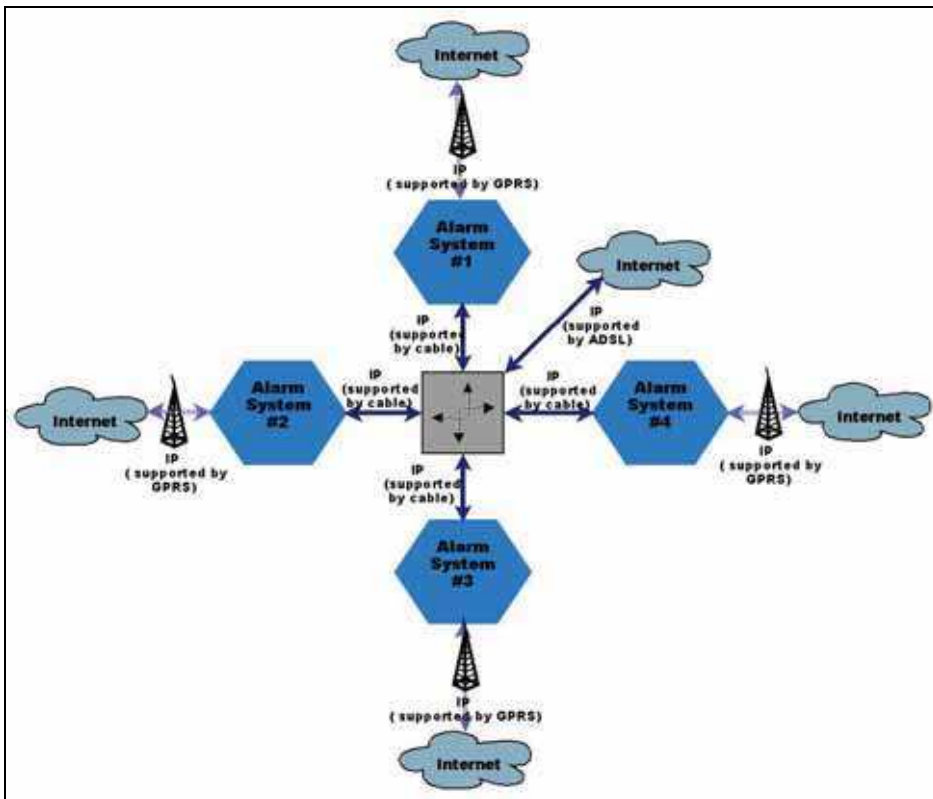 Internet
IP
( supported by GPRS)
Alarm
System
#1
Internet
IP
(supported
by cable)
IP
(supported
by ADSL)
Internet
IP
( supported by
GPRS)
Alarm
System
#2
IP
(supported
by cable)
IP
(supported
by cable)
Alarm
System
#4
IP
( supported by
GPRS)
Internet
IP
(supported
by cable)
Alarm
System
#3
IP
( supported by GPRS)
Internet